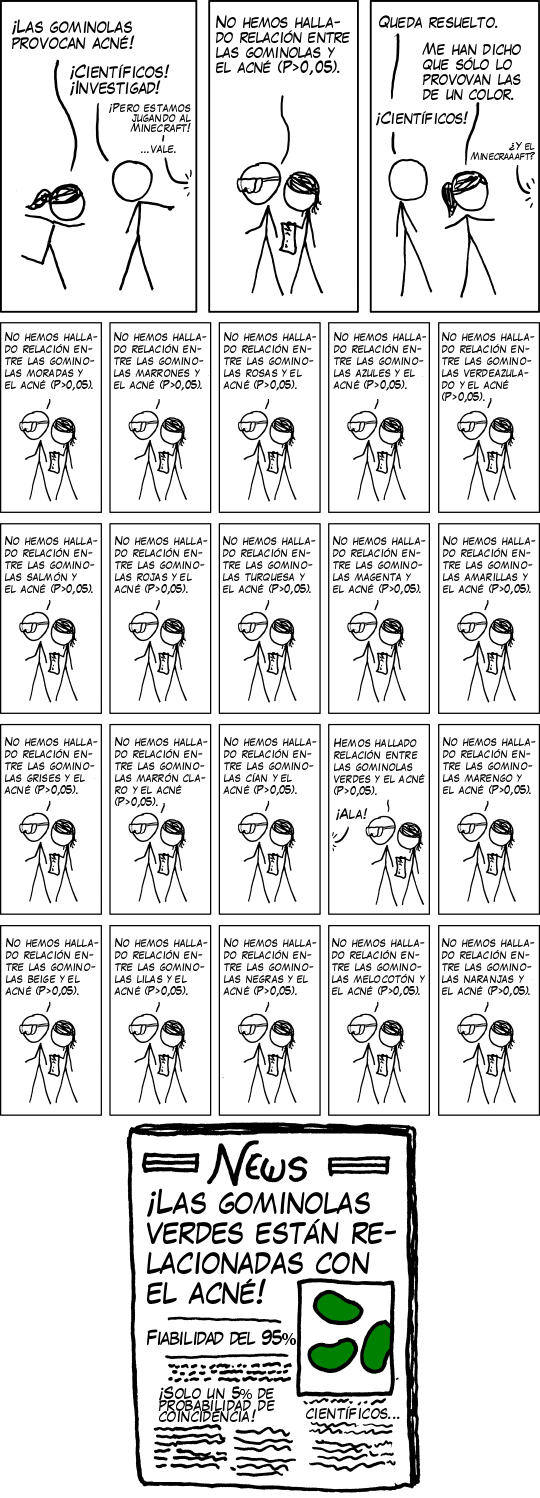 ¡Las gominolas
provocan acné!
¡Científicos!
¡Investigad!
¡Pero estamos
jugando al
Minecraft!
...vale.
No hemos halla-
do relación entre
las gominolas y
el acné (P>0,05).
Queda resuelto.
Me han dicho
que sólo lo
provovan las
de un color.
¡Científicos!
¿Y el
Minecraaaft?
No hemos halla-
do relación en-
tre las gomino-
las moradas y
el acné (P>0,05).
No hemos halla-
do relación en-
tre las gomino-
las marrones y
el acné (P>0,05).
No hemos halla-
do relación en-
tre las gomino-
las rosas y el
acné (P>0,05).
No hemos halla-
do relación en-
tre las gomino-
las azules y el
acné (P>0,05).
No hemos halla-
do relación en-
tre las gomino-
las verdeazula-
do y el acné
(P>0,05).
No hemos halla-
do relación en-
tre las gomino-
las salmón y
el acné (P>0,05).
No hemos halla-
do relación en-
tre las gomino-
las rojas y el
acné (P>0,05).
No hemos halla-
do relación en-
tre las gomino-
las turquesa y
el acné (P>0,05).
No hemos halla-
do relación en-
tre las gomino-
las magenta y
el acné (P>0,05).
No hemos halla-
do relación en-
tre las gomino-
las amarillas y
el acné (P>0,05).
No hemos halla-
do relación en-
tre las gomino-
las grises y el
acné (P>0,05).
No hemos halla-
do relación en-
tre las gomino-
las marrón cla-
ro y el acné
(P>0,05).
No hemos halla-
do relación en-
tre las gomino-
las cían y el
acné (P>0,05).
Hemos hallado
relación entre
las gominolas
verdes y el acné
(P>0,05).
¡Ala!
No hemos halla-
do relación en-
tre las gomino-
las marengo y
el acné (P>0,05).
No hemos halla-
do relación en-
tre las gomino-
las beige y el
acné (P>0,05).
No hemos halla-
do relación en-
tre las gomino-
las lilas y el
acné (P>0,05).
No hemos halla-
do relación en-
tre las gomino-
las negras y el
acné (P>0,05).
No hemos halla-
do relación en-
tre las gomino-
las melocotón y
el acné (P>0,05).
No hemos halla-
do relación en-
tre las gomino-
las naranjas y
el acné (P>0,05).
News
¡Las gominolas
verdes están re-
lacionadas con
el acné!
Fiabilidad del 95%
¡Solo un 5% de
probabilidad de
coincidencia!
Científicos...